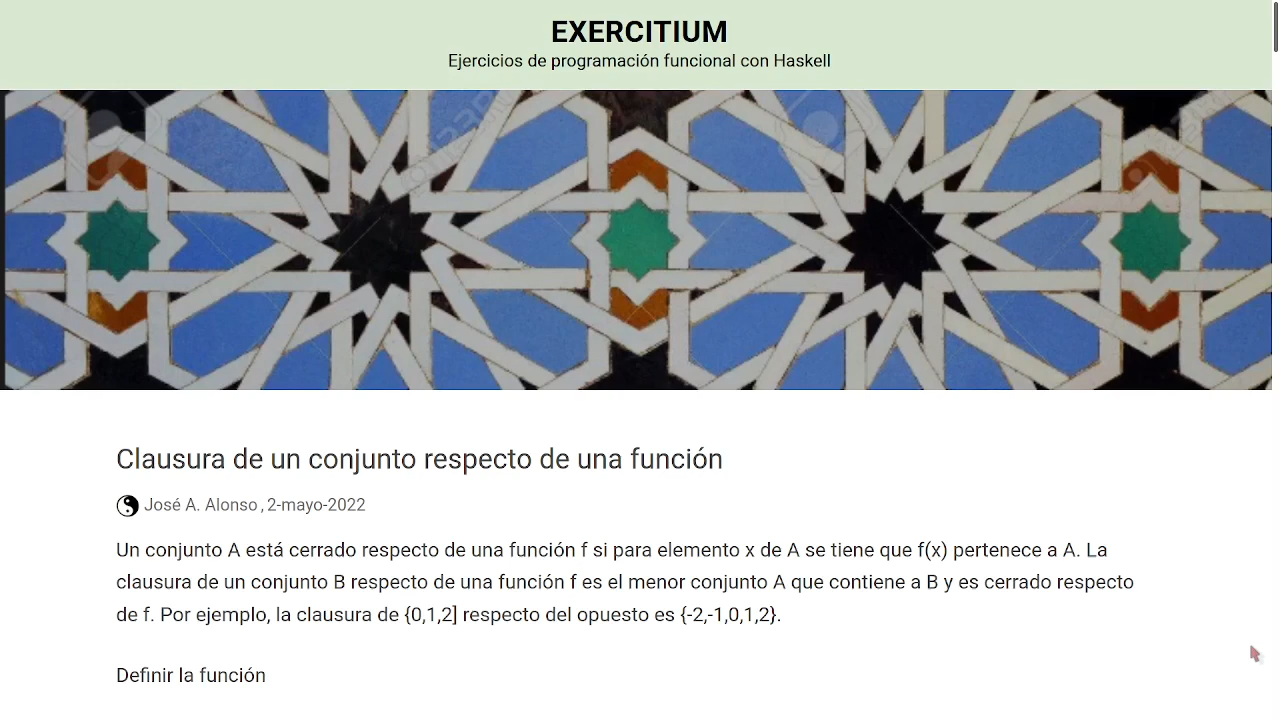 EXERCITIUM
Ejercicios de programación funcional con Haskell
Clausura de un conjunto respecto de una función
José A. Alonso , 2-mayo-2022
Un conjunto A está cerrado respecto de una función f si para elemento x de A se tiene que f(x) pertenece a A. La
clausura de un conjunto B respecto de una función f es el menor conjunto A que contiene a B y es cerrado respecto
de f. Por ejemplo, la clausura de {0,1,2] respecto del opuesto es {-2,-1,0,1,2}.
Definir la función